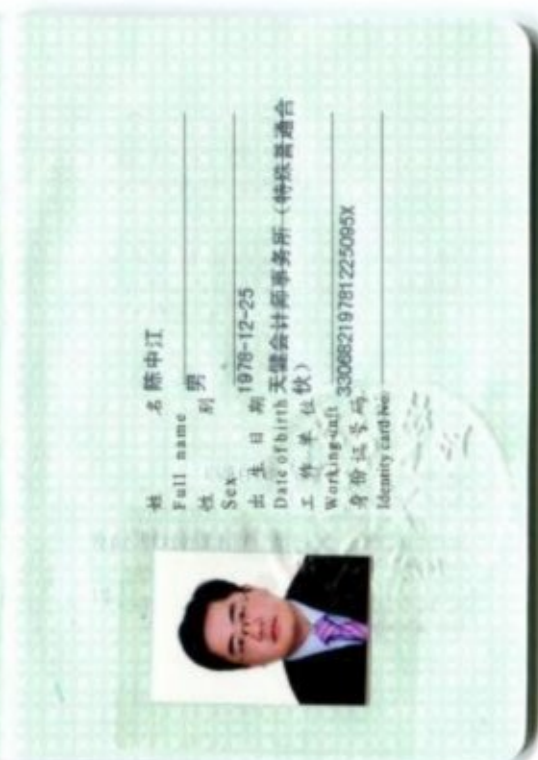 姓 名 陈中江
Full name
性 别 男
Sex
出 生 日 期 1978-12-25
Date of birth
工 作 单 位 天健会计师事务所（特殊普通合
伙）
Working unit
身份证号码 33068219781225095X
Identity card No.